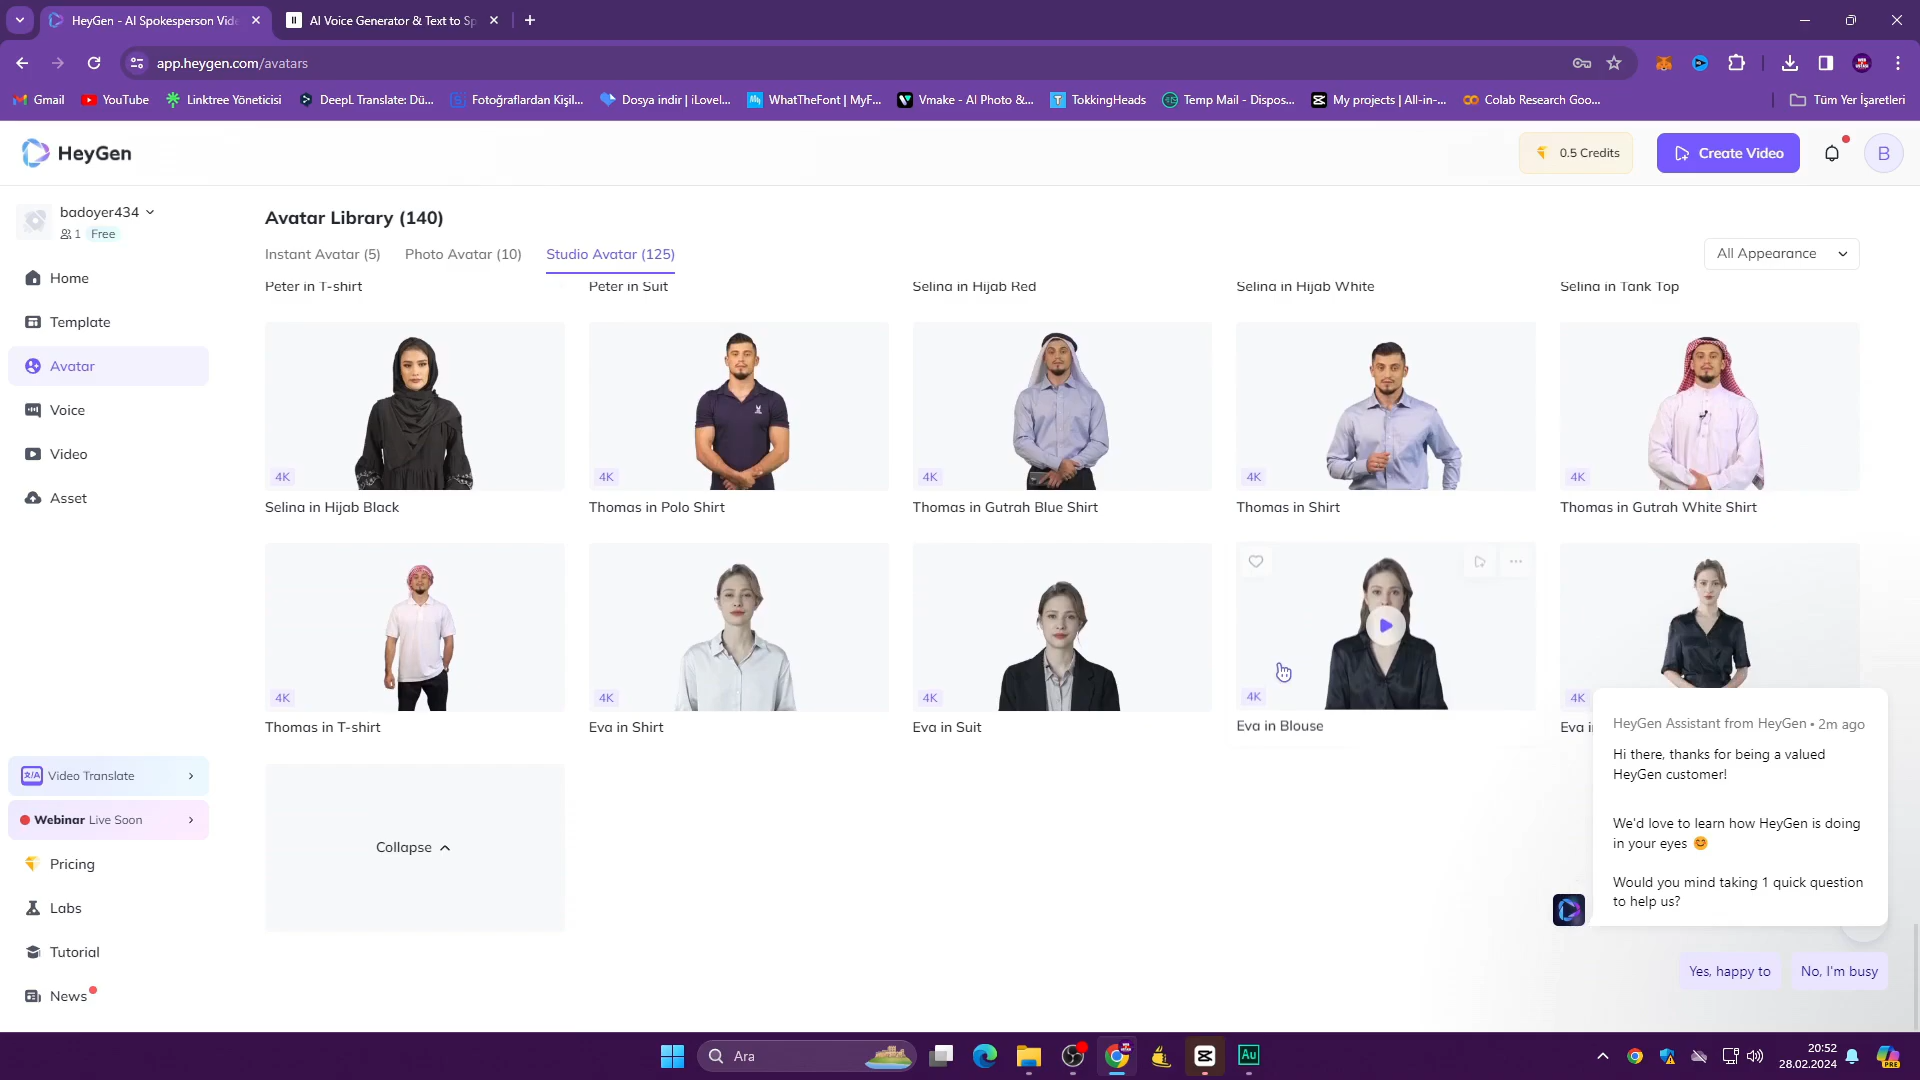 HeyGen - AI Spokesperson Vide
AI Voice Generator & Text to Sp
app.heygen.com/avatars
Gmail
YouTube
Linktree Yöneticisi
DeepL Translate: Dü...
Fotoğraflardan Kişil...
Dosya indir | iLoveI...
WhatTheFont | MyF...
Vmake - AI Photo &...
TokkingHeads
Temp Mail - Dispos...
My projects | All-in-...
Colab Research Goo...
Tüm Yer İşaretleri
HeyGen
0.5 Credits
Create Video
B
badoyer434
1 Free
Home
Template
Avatar
Voice
Video
Asset
Video Translate
Webinar Live Soon
Pricing
Labs
Tutorial
News
Avatar Library (140)
Instant Avatar (5)
Photo Avatar (10)
Studio Avatar (125)
All Appearance
Peter in T-shirt
Peter in Suit
Selina in Hijab Red
Selina in Hijab White
Selina in Tank Top
4K
4K
4K
4K
4K
Selina in Hijab Black
Thomas in Polo Shirt
Thomas in Gutrah Blue Shirt
Thomas in Shirt
Thomas in Gutrah White Shirt
4K
4K
4K
4K
4K
Thomas in T-shirt
Eva in Shirt
Eva in Suit
Eva in Blouse
Eva i
Collapse
HeyGen Assistant from HeyGen • 2m ago
Hi there, thanks for being a valued
HeyGen customer!
We'd love to learn how HeyGen is doing
in your eyes 😊
Would you mind taking 1 quick question
to help us?
Yes, happy to
No, I'm busy
Ara
Au
20:52
28.02.2024
PRE